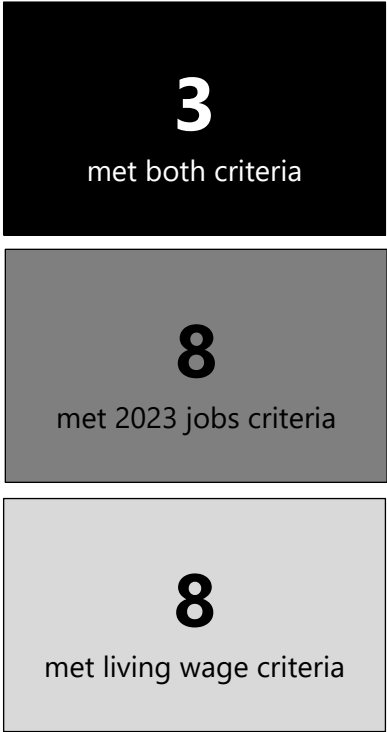 3
met both criteria
8
met 2023 jobs criteria
8
met living wage criteria